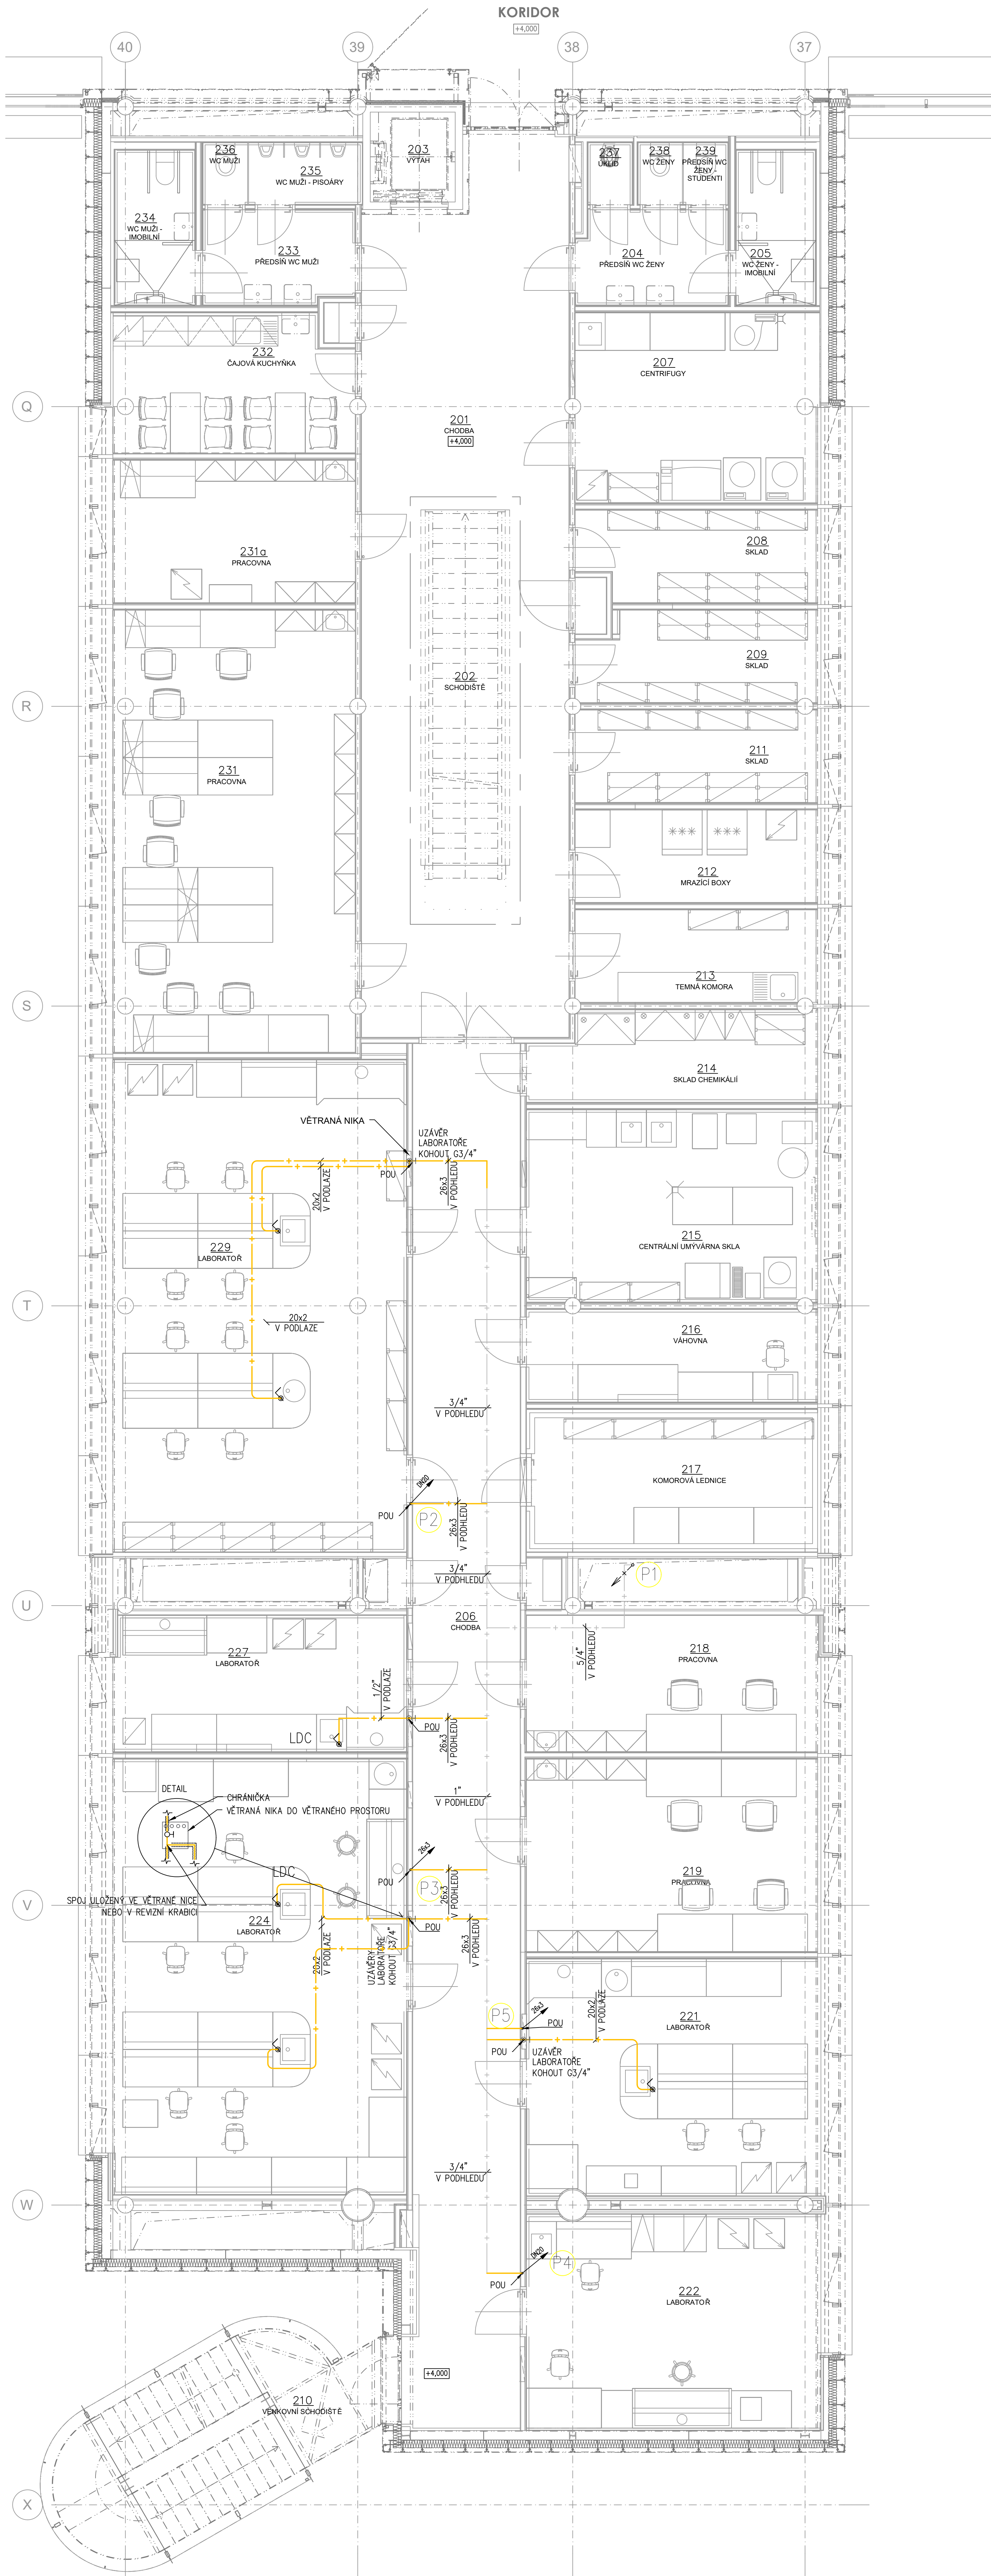 KORIDOR
+4,000
40
39
38
37
236
WC MUŽI
235
WC MUŽI - PISOÁRY
203
VÝTAH
237
ÚKLID
238
WC ŽENY
239
PŘEDSÍŇ WC
ŽENY -
STUDENTI
234
WC MUŽI -
IMOBILNÍ
233
PŘEDSÍŇ WC MUŽI
204
PŘEDSÍŇ WC ŽENY
205
WC ŽENY -
IMOBILNÍ
232
ČAJOVÁ KUCHYŇKA
207
CENTRIFUGY
Q
201
CHODBA
+4,000
231a
PRACOVNA
208
SKLAD
202
SCHODIŠTĚ
209
SKLAD
R
231
PRACOVNA
211
SKLAD
212
MRAZÍCÍ BOXY
213
TEMNÁ KOMORA
S
214
SKLAD CHEMIKÁLIÍ
VĚTRANÁ NIKA
UZÁVĚR
LABORATOŘE
KOHOUT G3/4"
POU
20x2
V PODLAZE
26x3
V PODHLEDU
229
LABORATOŘ
215
CENTRÁLNÍ UMÝVÁRNA SKLA
T
20x2
V PODLAZE
216
VÁHOVNA
3/4"
V PODHLEDU
217
KOMOROVÁ LEDNICE
DN20
POU
P2
26x3
V PODHLEDU
3/4"
V PODHLEDU
P1
U
206
CHODBA
5/4"
V PODHLEDU
218
PRACOVNA
227
LABORATOŘ
1/2"
V PODLAZE
LDC
POU
26x3
V PODHLEDU
DETAIL
CHRÁNIČKA
VĚTRANÁ NIKA DO VĚTRANÉHO PROSTORU
1"
V PODHLEDU
LDC
26x3
POU
P3
26x3
V PODHLEDU
219
PRACOVNA
SPOJ ULOŽENÝ VE VĚTRANÉ NICE
NEBO V REVIZNÍ KRABICI
V
224
LABORATOŘ
POU
20x2
V PODLAZE
UZÁVĚRY
LABORATOŘE
KOHOUT G3/4"
26x3
V PODHLEDU
P5
26x3
POU
POU
UZÁVĚR
LABORATOŘE
KOHOUT G3/4"
20x2
V PODLAZE
221
LABORATOŘ
3/4"
V PODHLEDU
W
DN20
P4
POU
222
LABORATOŘ
+4,000
210
VENKOVNÍ SCHODIŠTĚ
X